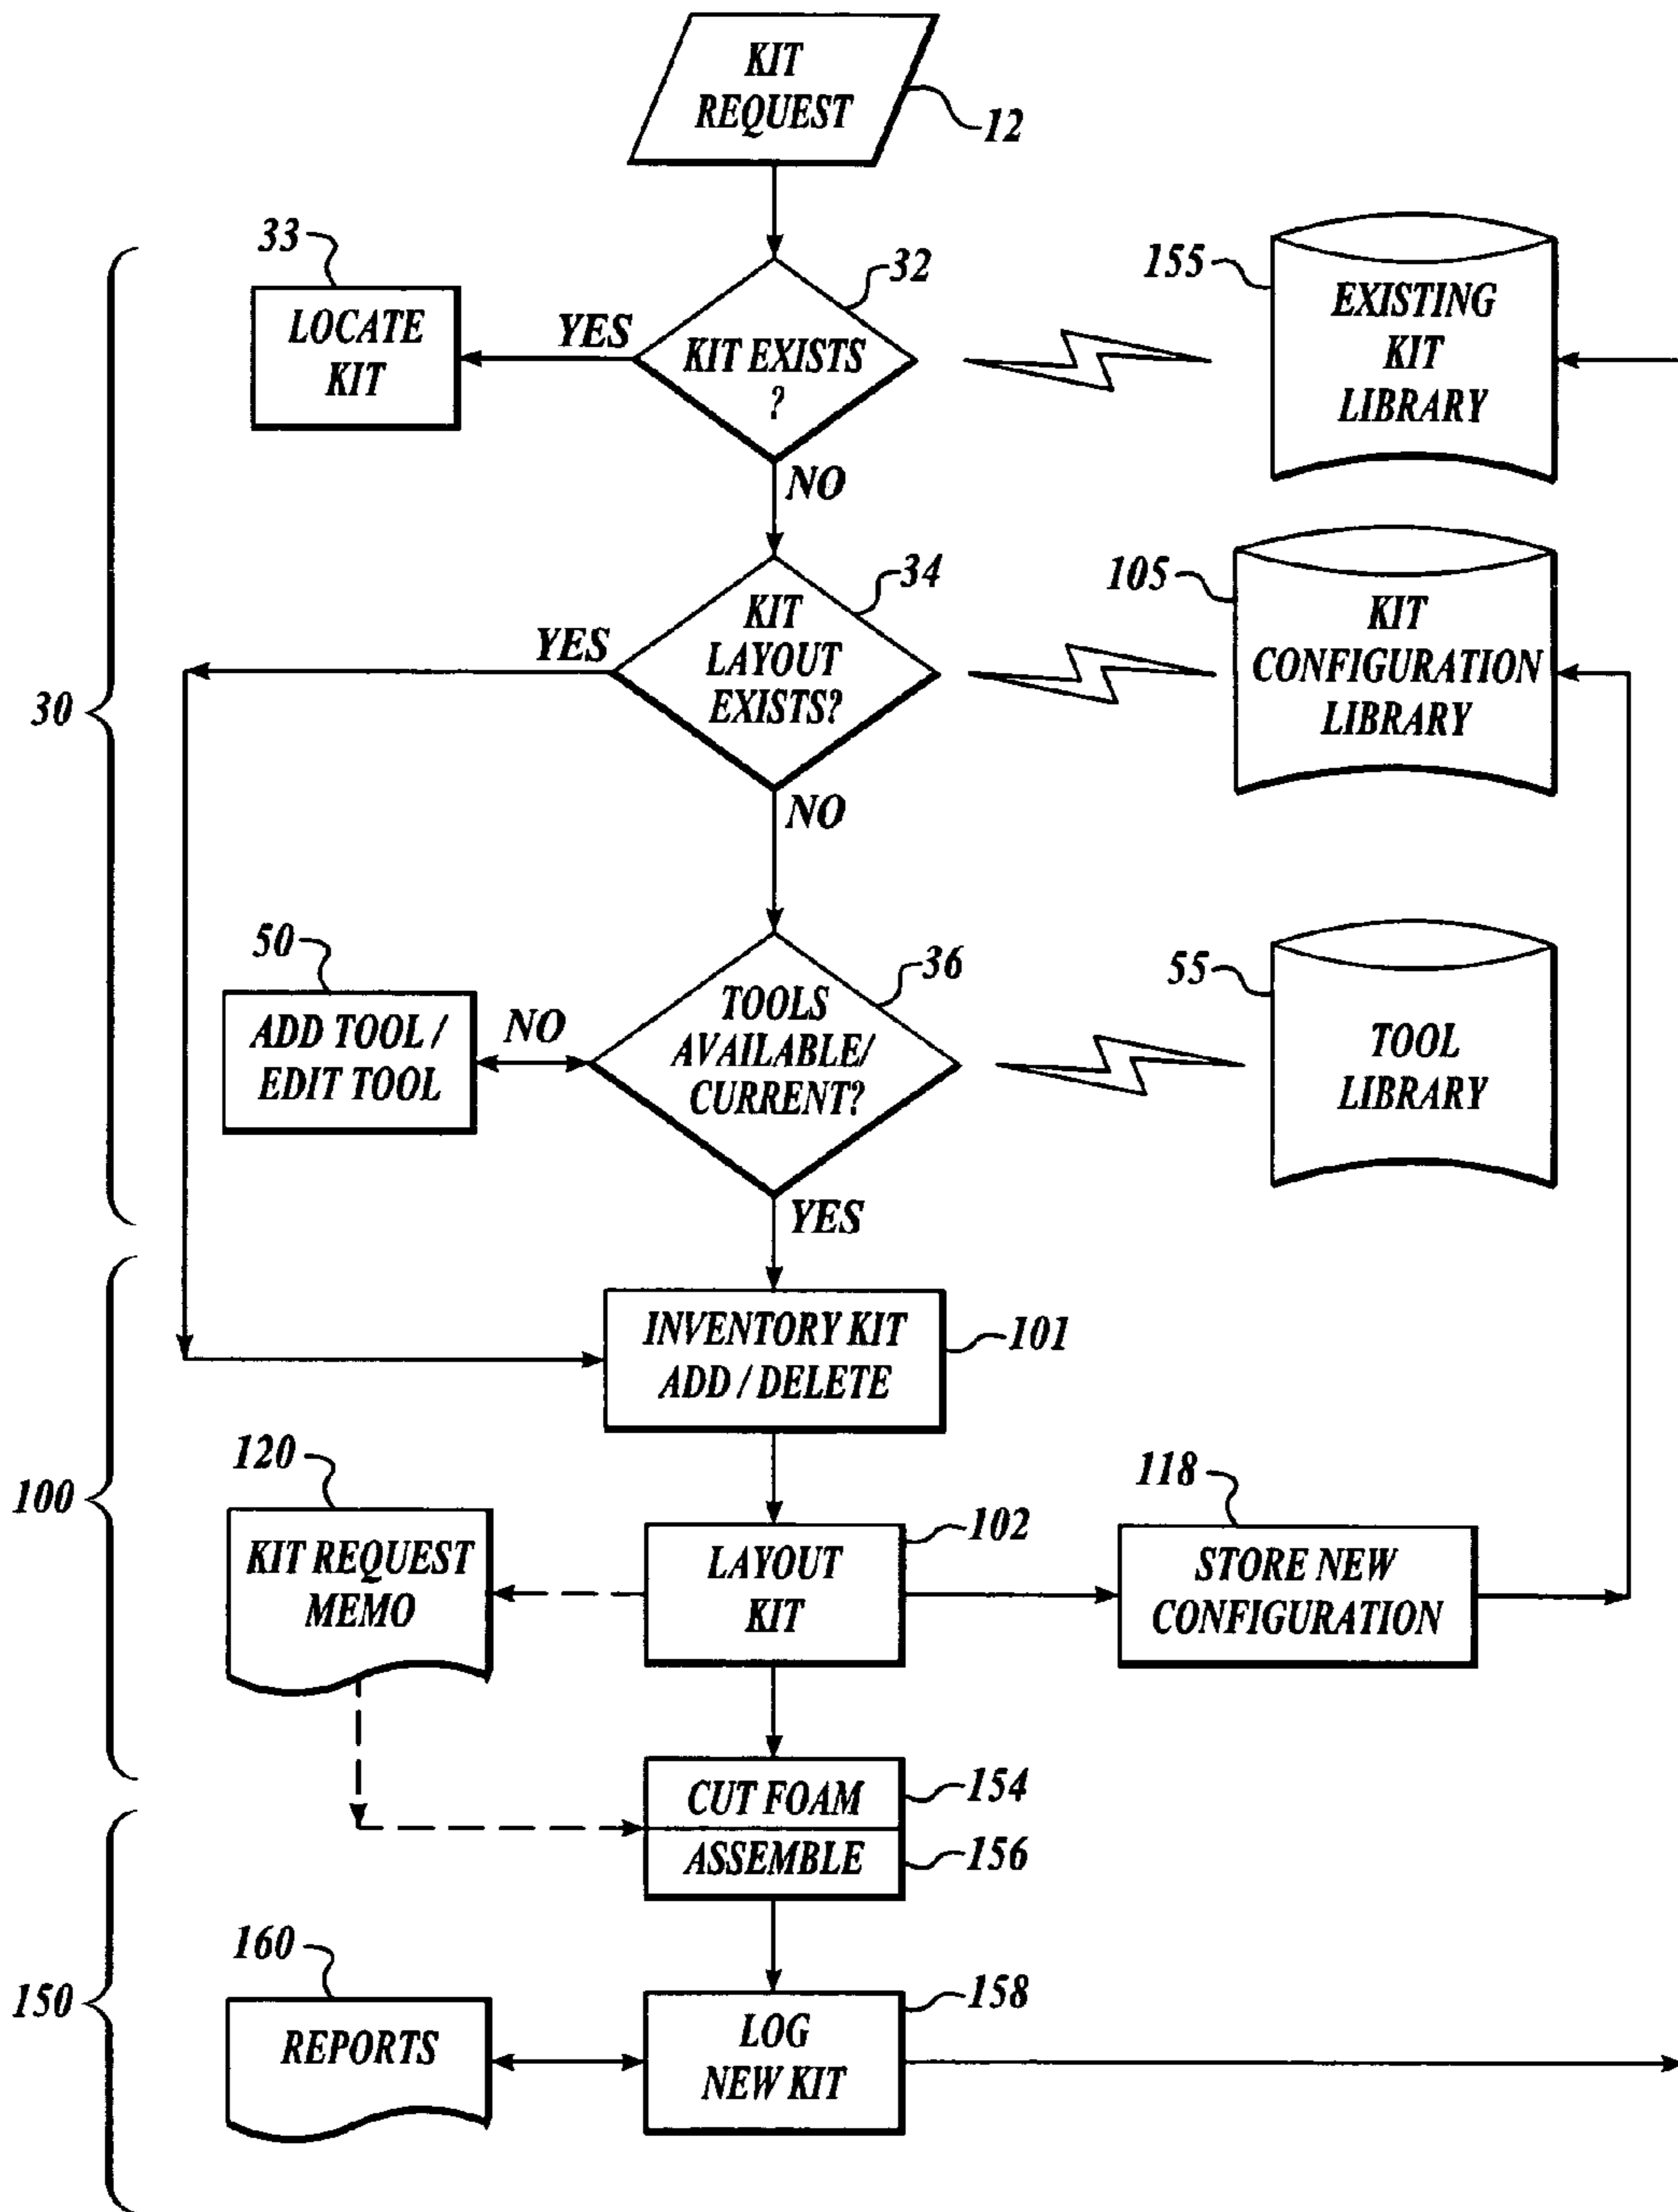 KIT
REQUEST
12
33
32
155
LOCATE
KIT
YES
KIT EXISTS
?
EXISTING
KIT
LIBRARY
NO
34
105
YES
KIT
LAYOUT
EXISTS?
KIT
CONFIGURATION
LIBRARY
30
NO
50
36
55
ADD TOOL /
EDIT TOOL
NO
TOOLS
AVAILABLE/
CURRENT?
TOOL
LIBRARY
YES
INVENTORY KIT
ADD / DELETE
101
100
120
102
118
KIT REQUEST
MEMO
LAYOUT
KIT
STORE NEW
CONFIGURATION
CUT FOAM
154
ASSEMBLE
156
150
160
158
REPORTS
LOG
NEW KIT